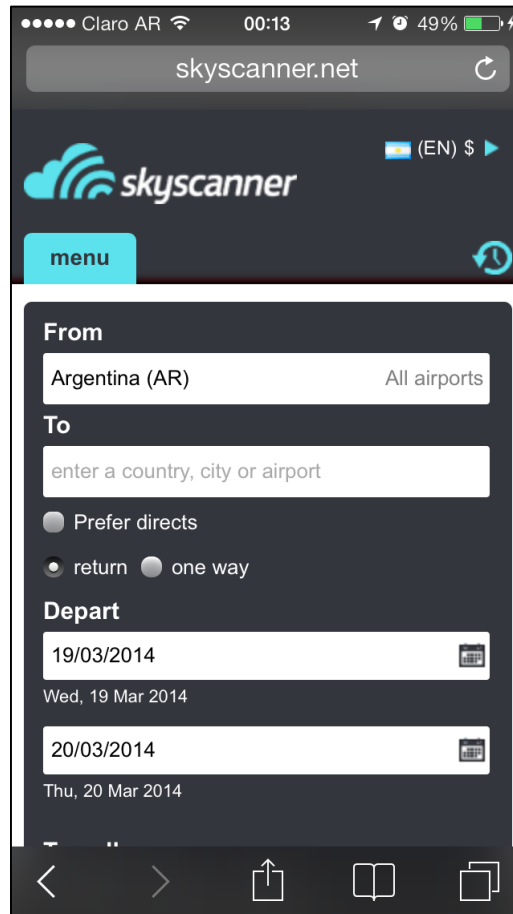 Claro AR 00:13 49%
skyscanner.net
(EN) $
skyscanner
menu
From
Argentina (AR) All airports
To
enter a country, city or airport
Prefer directs
return one way
Depart
19/03/2014
Wed, 19 Mar 2014
20/03/2014
Thu, 20 Mar 2014